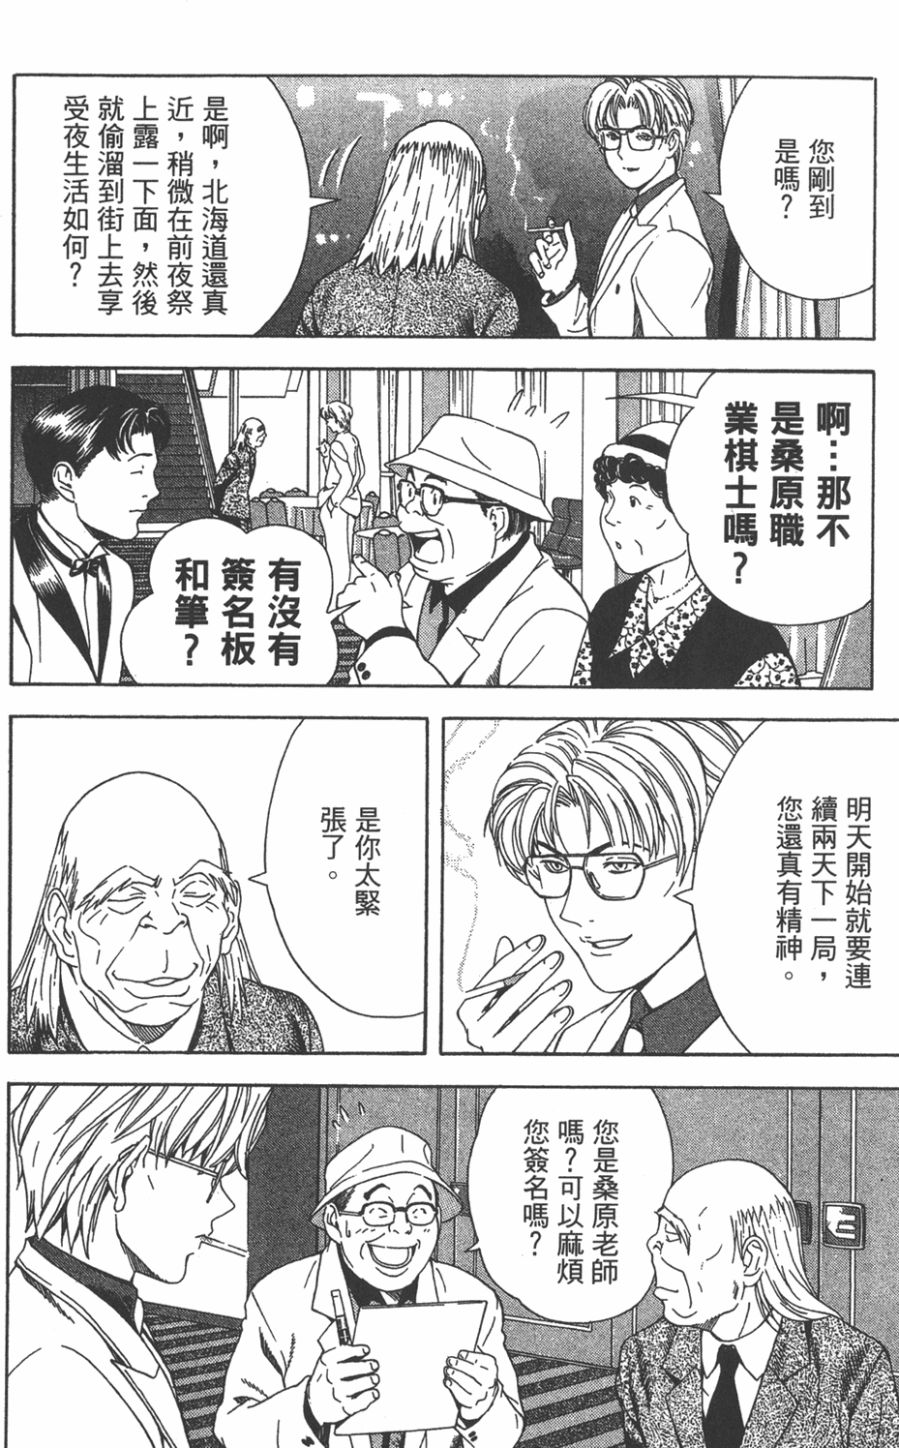 您剛到
是嗎？
是啊，北海道還真
近，稍微在前夜祭
上露一下面，然後
就偷溜到街上去享
受夜生活如何？
啊…那不
是桑原職
業棋士嗎？
有沒有
簽名板
和筆？
明天開始就要連
續兩天下一局，
您還真有精神。
是你太緊
張了。
您是桑原老師
嗎？可以麻煩
您簽名嗎？